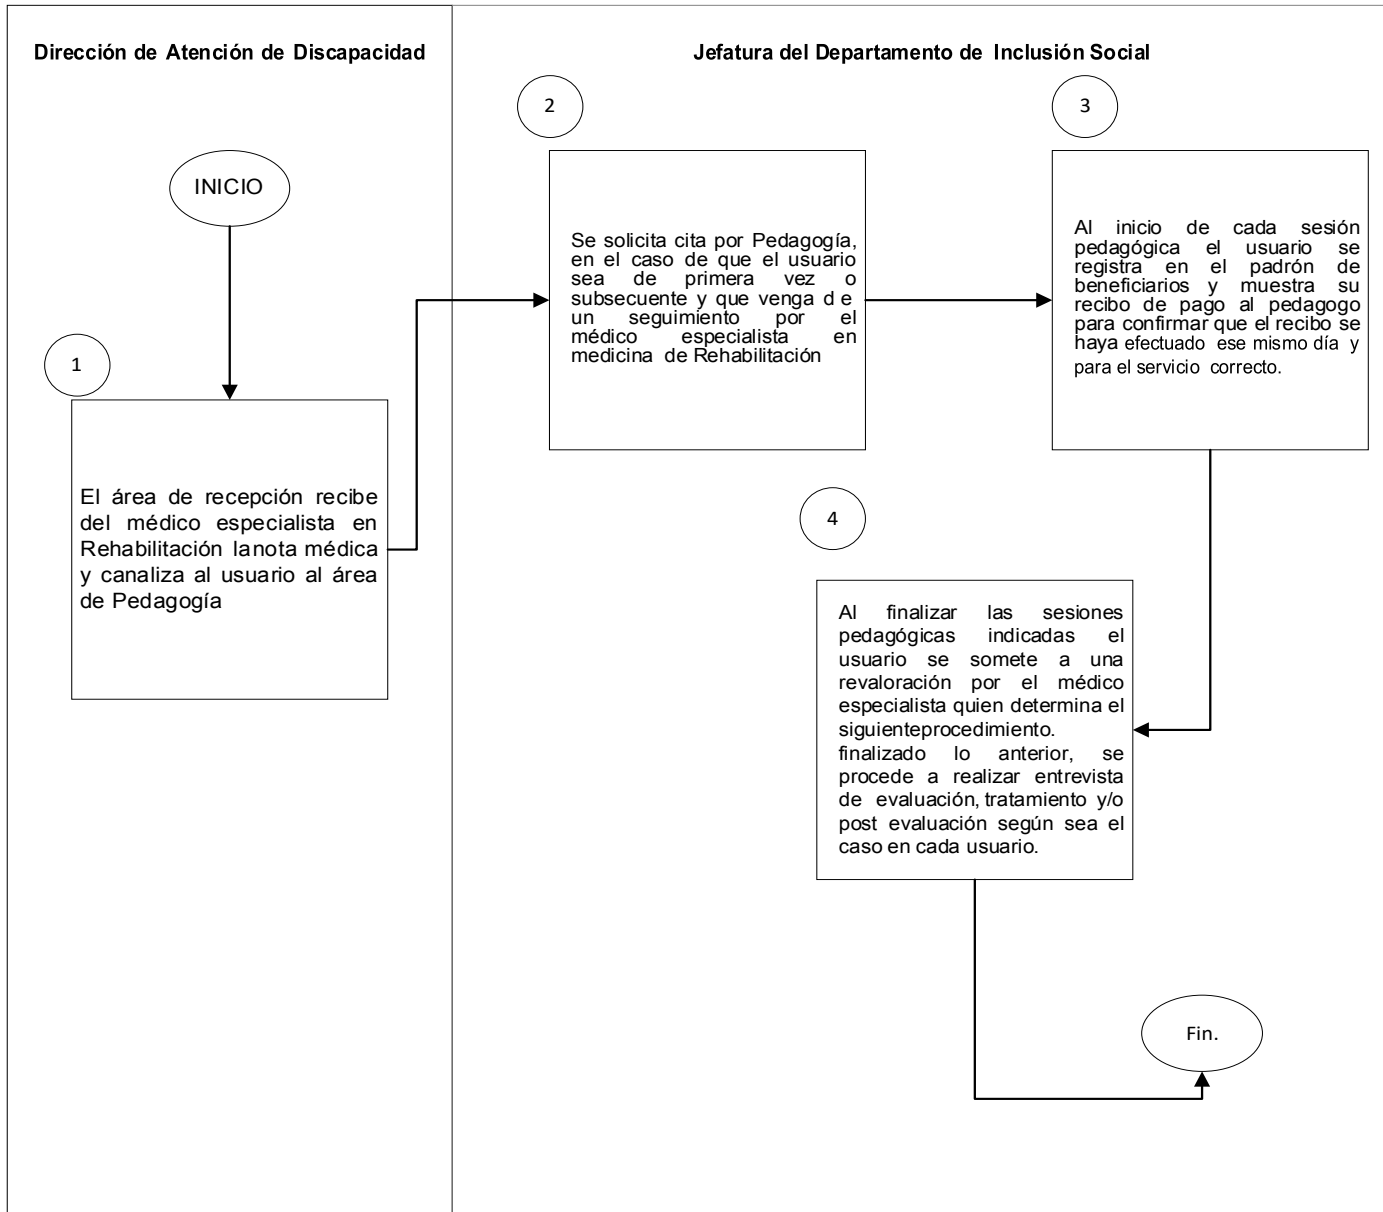 Dirección de Atención de Discapacidad
Jefatura del Departamento de Inclusión Social
INICIO
1
El área de recepción recibe
del médico especialista en
Rehabilitación lanota médica
y canaliza al usuario al área
de Pedagogía
2
Se solicita cita por Pedagogía,
en el caso de que el usuario
sea de primera vez o
subsecuente y que venga d e
un seguimiento por el
médico especialista en
medicina de Rehabilitación
3
Al inicio de cada sesión
pedagógica el usuario se
registra en el padrón de
beneficiarios y muestra su
recibo de pago al pedagogo
para confirmar que el recibo se
haya efectuado ese mismo día y
para el servicio correcto.
4
Al finalizar las sesiones
pedagógicas indicadas el
usuario se somete a una
revaloración por el médico
especialista quien determina el
siguienteprocedimiento.
finalizado lo anterior, se
procede a realizar entrevista
de evaluación, tratamiento y/o
post evaluación según sea el
caso en cada usuario.
Fin.